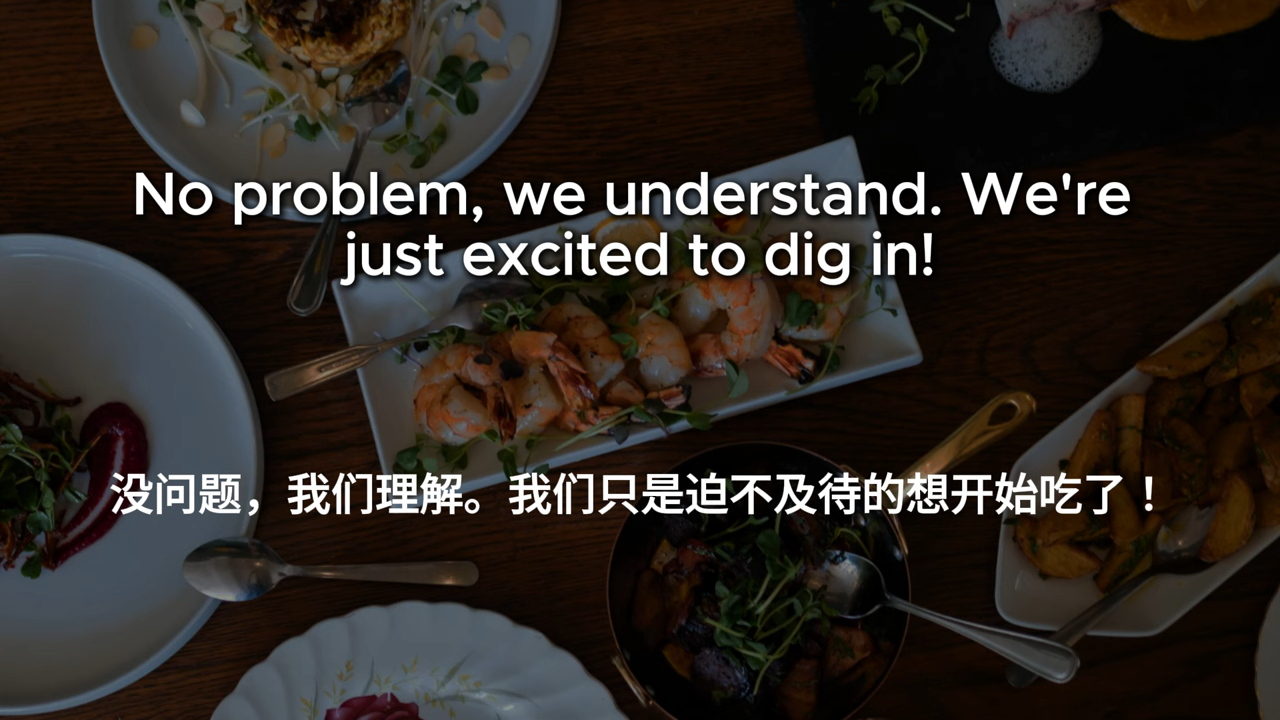 No problem, we understand. We're
just excited to dig in!
没问题，我们理解。我们只是迫不及待的想开始吃了！